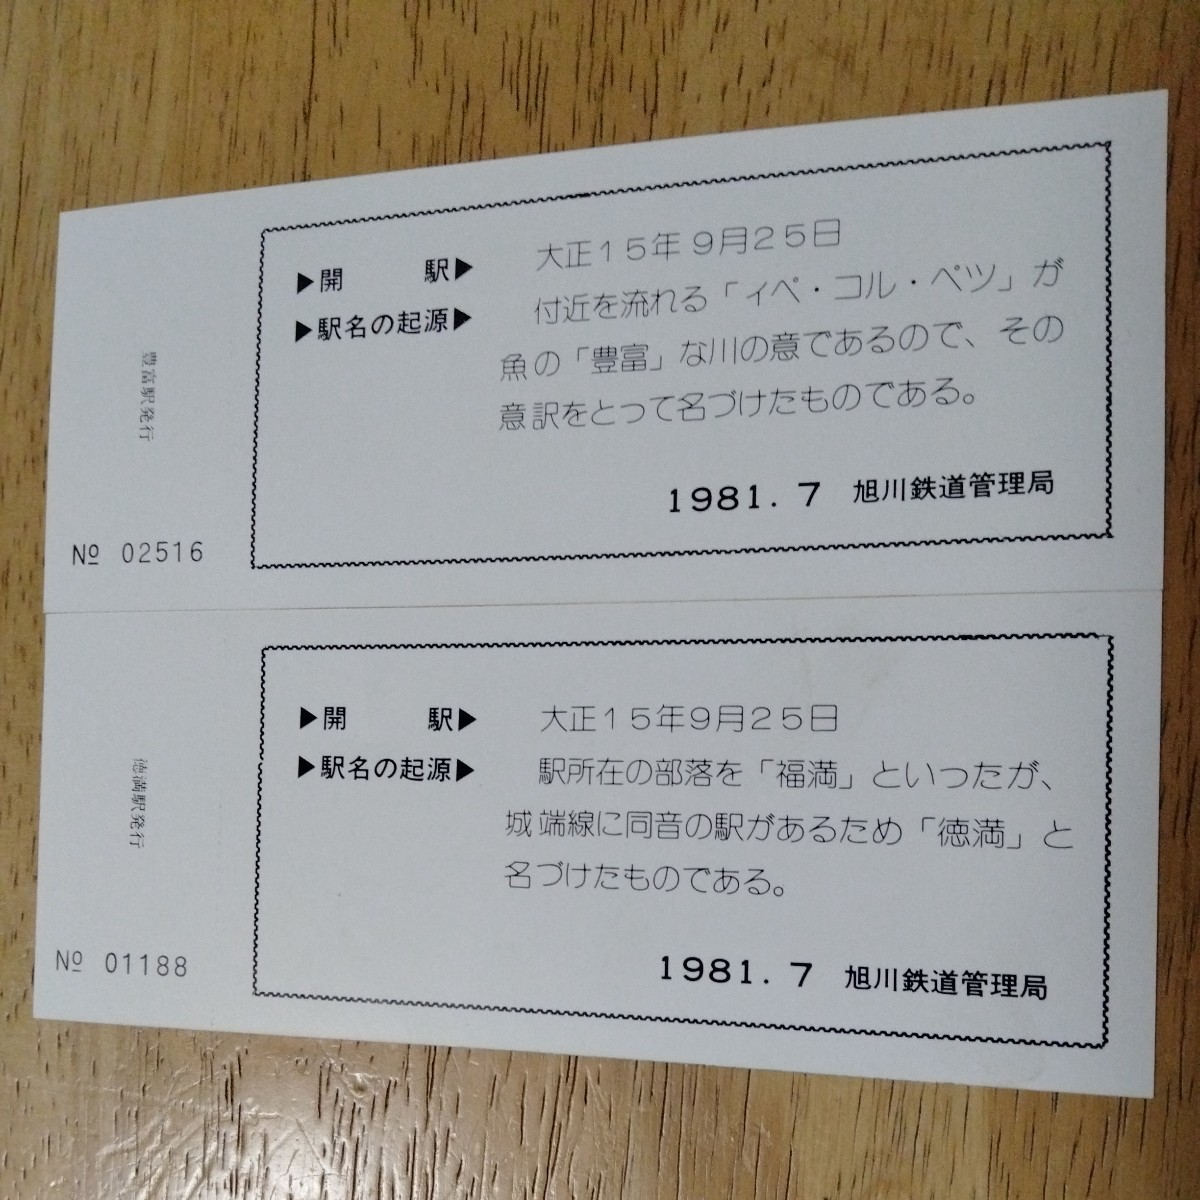 ▶開　　駅▶　大正15年9月25日
▶駅名の起源▶　付近を流れる「イペ・コル・ペツ」が
魚の「豊富」な川の意であるので、その
意訳をとって名づけたものである。
1981.7　旭川鉄道管理局
豊富駅発行
№ 02516
▶開　　駅▶　大正15年9月25日
▶駅名の起源▶　駅所在の部落を「福満」といったが、
城端線に同音の駅があるため「徳満」と
名づけたものである。
1981.7　旭川鉄道管理局
徳満駅発行
№ 01188